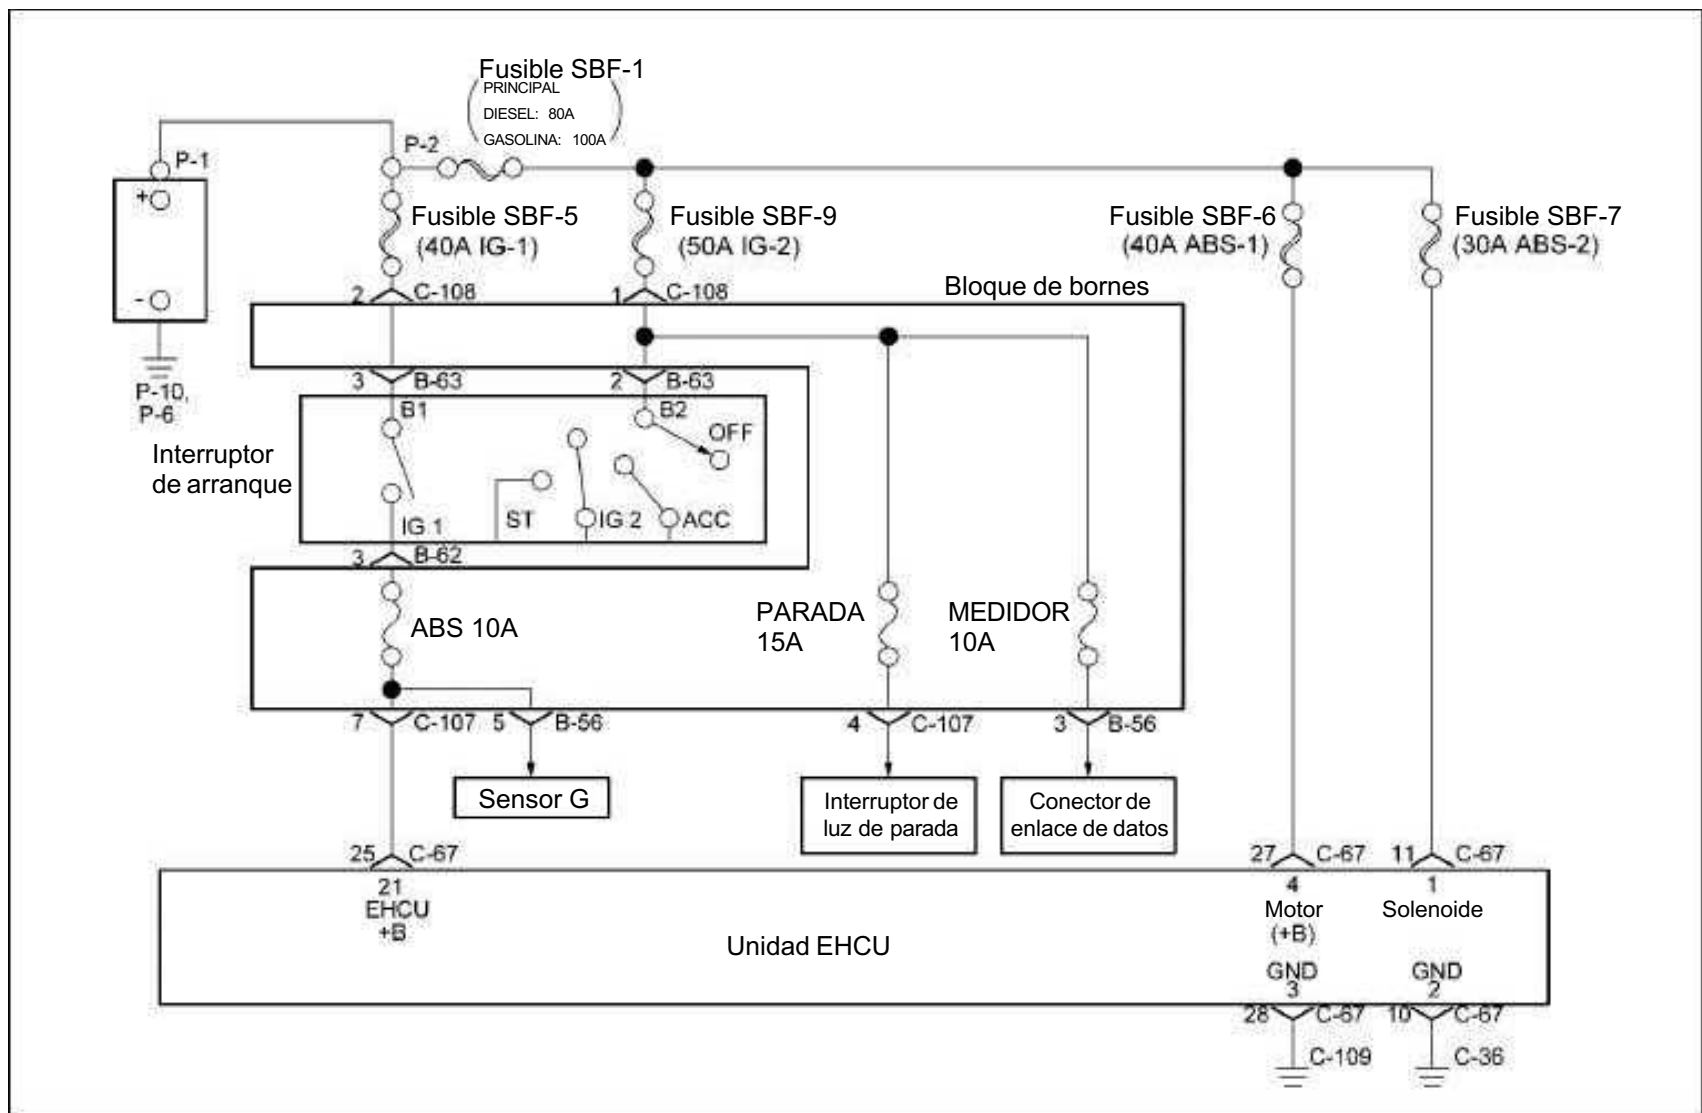 Fusible SBF-1
PRINCIPAL
DIESEL: 80A
GASOLINA: 100A
P-2
P-1
+
-
P-10,
P-6
Fusible SBF-5
(40A IG-1)
Fusible SBF-9
(50A IG-2)
Fusible SBF-6
(40A ABS-1)
Fusible SBF-7
(30A ABS-2)
2 C-108
1 C-108
Bloque de bornes
3 B-63
2 B-63
B1
B2
OFF
Interruptor
de arranque
IG 1
ST
IG 2
ACC
3 B-62
ABS 10A
PARADA
15A
MEDIDOR
10A
7 C-107
5 B-56
4 C-107
3 B-56
Sensor G
Interruptor de
luz de parada
Conector de
enlace de datos
25 C-67
27 C-67
11 C-67
21
EHCU
+B
Unidad EHCU
4
Motor
(+B)
1
Solenoide
GND
3
GND
2
28 C-67
10 C-67
C-109
C-36